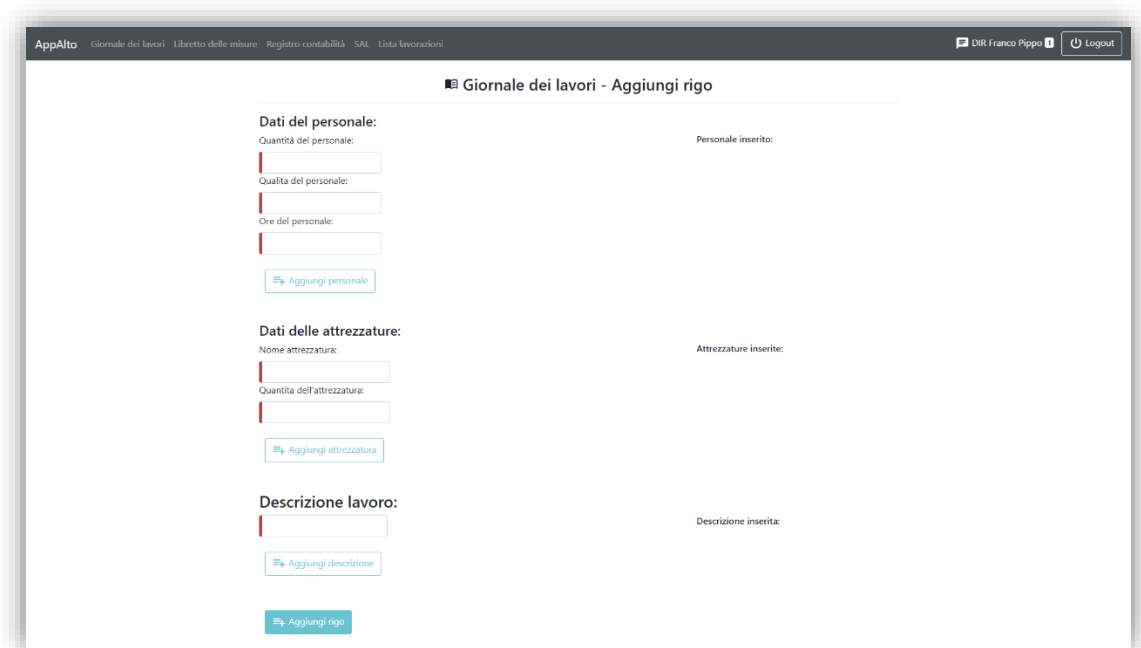 AppAlto Giornale dei lavori Libretto delle misure Registro contabilità SAL Lista lavorazioni DIR Franco Pippo 1 Logout
Giornale dei lavori - Aggiungi rigo
Dati del personale:
Quantità del personale:
Personale inserito:
Qualita del personale:
Ore del personale:
Aggiungi personale
Dati delle attrezzature:
Nome attrezzatura:
Attrezzature inserite:
Quantita dell'attrezzatura:
Aggiungi attrezzatura
Descrizione lavoro:
Descrizione inserita:
Aggiungi descrizione
Aggiungi rigo